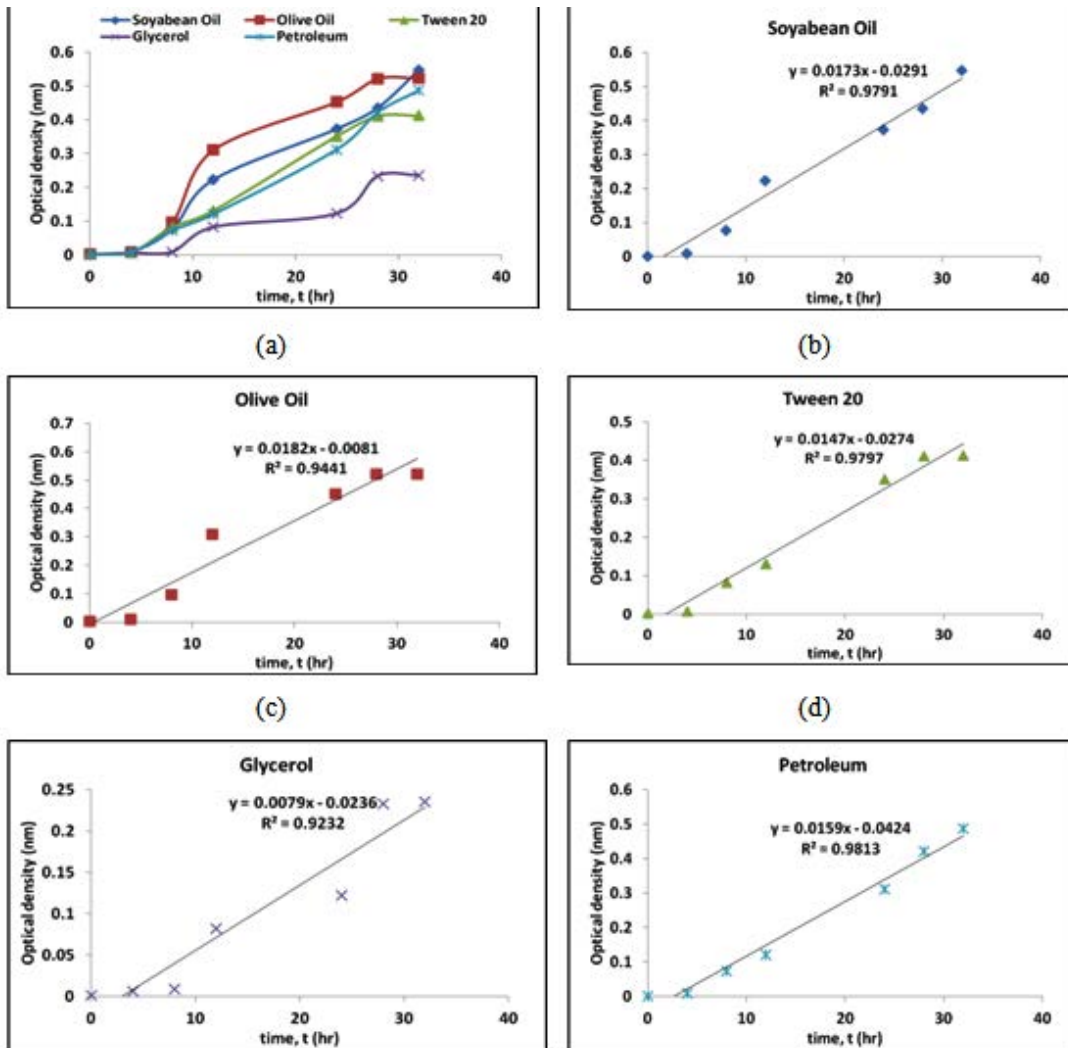 Soyabean Oil Olive Oil Tween 20
Glycerol Petroleum
0.6
0.5
0.4
0.3
0.2
0.1
0
Optical density (nm)
0 10 20 30 40
time, t (hr)
(a)
Soyabean Oil
y = 0.0173x - 0.0291
R² = 0.9791
0.6
0.5
0.4
0.3
0.2
0.1
0
Optical density (nm)
0 10 20 30 40
time, t (hr)
(b)
Olive Oil
y = 0.0182x - 0.0081
R² = 0.9441
0.7
0.6
0.5
0.4
0.3
0.2
0.1
0
Optical density (nm)
0 10 20 30 40
time, t (hr)
(c)
Tween 20
y = 0.0147x - 0.0274
R² = 0.9797
0.5
0.4
0.3
0.2
0.1
0
Optical density (nm)
0 10 20 30 40
time, t (hr)
(d)
Glycerol
y = 0.0079x - 0.0236
R² = 0.9232
0.25
0.2
0.15
0.1
0.05
0
Optical density (nm)
0 10 20 30 40
time, t (hr)
Petroleum
y = 0.0159x - 0.0424
R² = 0.9813
0.6
0.5
0.4
0.3
0.2
0.1
0
Optical density (nm)
0 10 20 30 40
time, t (hr)